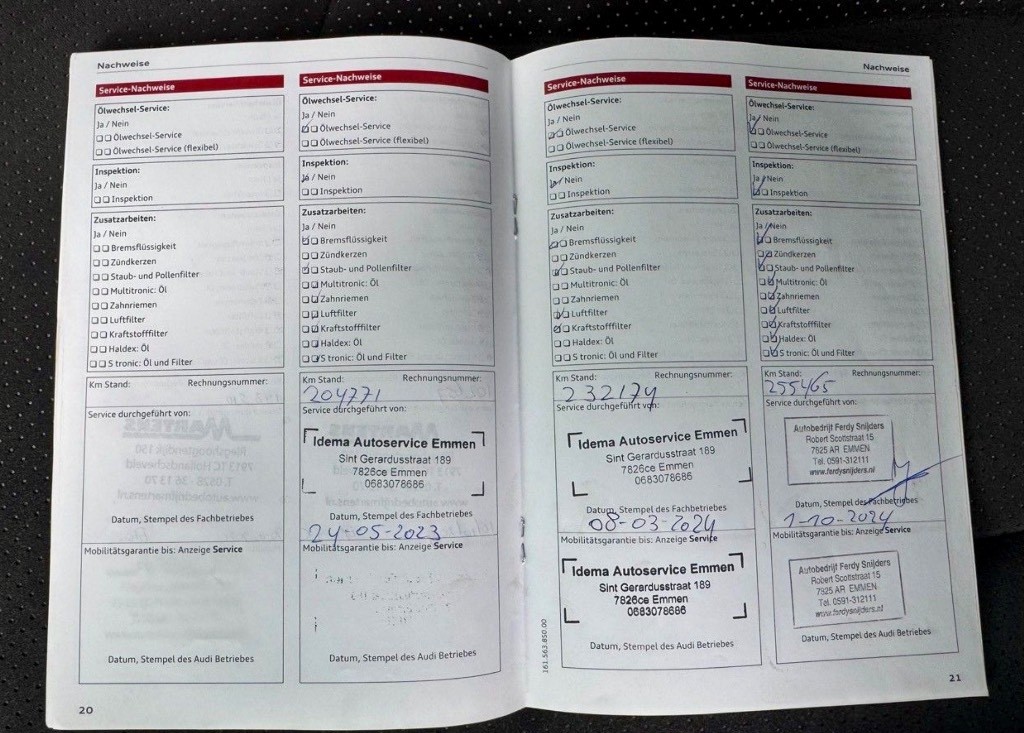 Nachweise
Service-Nachweise
Ölwechsel-Service:
Ja / Nein
Ölwechsel-Service
Ölwechsel-Service (flexibel)
Inspektion:
Ja / Nein
Inspektion
Zusatzarbeiten:
Ja / Nein
Bremsflüssigkeit
Zündkerzen
Staub- und Pollenfilter
Multitronic: Öl
Zahnriemen
Luftfilter
Kraftstofffilter
Haldex: Öl
S tronic: Öl und Filter
Km Stand: Rechnungsnummer:
Service durchgeführt von:
Datum, Stempel des Fachbetriebes
Mobilitätsgarantie bis: Anzeige Service
Datum, Stempel des Audi Betriebes
20
Service-Nachweise
Ölwechsel-Service:
Ja / Nein
Ölwechsel-Service
Ölwechsel-Service (flexibel)
Inspektion:
Ja / Nein
Inspektion
Zusatzarbeiten:
Ja / Nein
Bremsflüssigkeit
Zündkerzen
Staub- und Pollenfilter
Multitronic: Öl
Zahnriemen
Luftfilter
Kraftstofffilter
Haldex: Öl
S tronic: Öl und Filter
Km Stand: Rechnungsnummer:
204771
Service durchgeführt von:
Idema Autoservice Emmen
Sint Gerardusstraat 189
7826ce Emmen
0683078686
Datum, Stempel des Fachbetriebes
24-05-2023
Mobilitätsgarantie bis: Anzeige Service
Datum, Stempel des Audi Betriebes
Nachweise
Service-Nachweise
Ölwechsel-Service:
Ja / Nein
Ölwechsel-Service
Ölwechsel-Service (flexibel)
Inspektion:
Ja / Nein
Inspektion
Zusatzarbeiten:
Ja / Nein
Bremsflüssigkeit
Zündkerzen
Staub- und Pollenfilter
Multitronic: Öl
Zahnriemen
Luftfilter
Kraftstofffilter
Haldex: Öl
S tronic: Öl und Filter
Km Stand: Rechnungsnummer:
232174
Service durchgeführt von:
Idema Autoservice Emmen
Sint Gerardusstraat 189
7826ce Emmen
0683078686
Datum, Stempel des Fachbetriebes
08-03-2024
Mobilitätsgarantie bis: Anzeige Service
Idema Autoservice Emmen
Sint Gerardusstraat 189
7826ce Emmen
0683078686
Datum, Stempel des Audi Betriebes
161.563.850.00
Service-Nachweise
Ölwechsel-Service:
Ja / Nein
Ölwechsel-Service
Ölwechsel-Service (flexibel)
Inspektion:
Ja / Nein
Inspektion
Zusatzarbeiten:
Ja / Nein
Bremsflüssigkeit
Zündkerzen
Staub- und Pollenfilter
Multitronic: Öl
Zahnriemen
Luftfilter
Kraftstofffilter
Haldex: Öl
S tronic: Öl und Filter
Km Stand: Rechnungsnummer:
255465
Service durchgeführt von:
Autobedrijf Ferdy Snijders
Robert Scottstraat 15
7825 AR EMMEN
Tel. 0591-312111
www.ferdysnijders.nl
Datum, Stempel des Fachbetriebes
1-10-2024
Mobilitätsgarantie bis: Anzeige Service
Autobedrijf Ferdy Snijders
Robert Scottstraat 15
7825 AR EMMEN
Tel. 0591-312111
www.ferdysnijders.nl
Datum, Stempel des Audi Betriebes
21